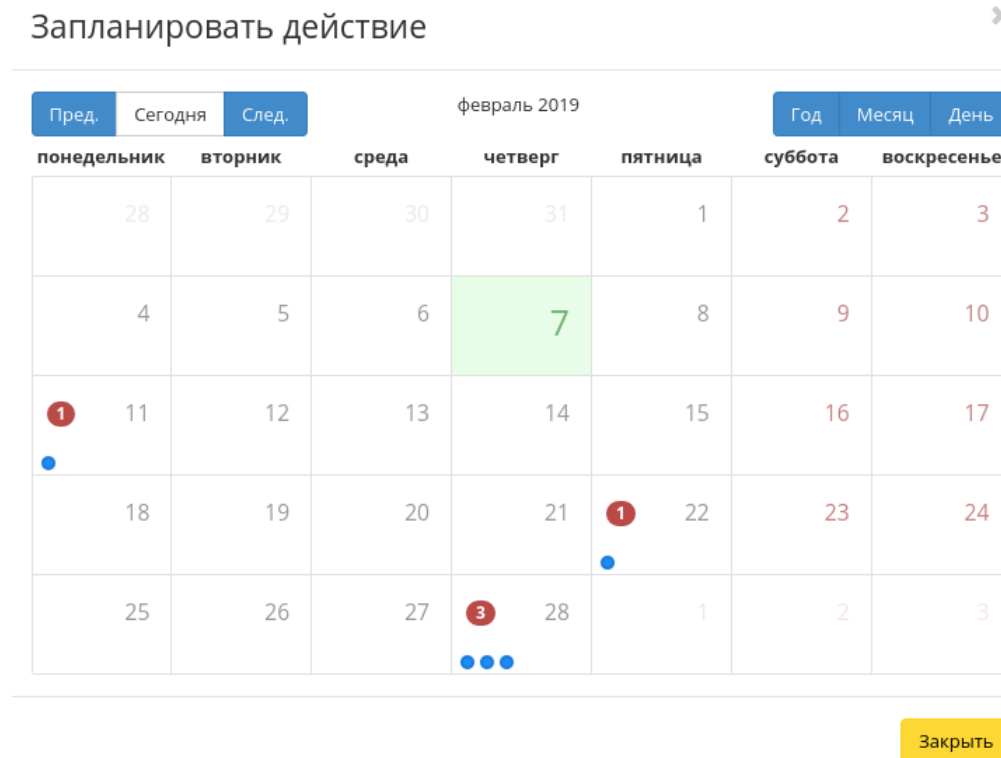 Запланировать действие
Пред. Сегодня След. февраль 2019 Год Месяц День
понедельник вторник среда четверг пятница суббота воскресенье
28 29 30 31 1 2 3
4 5 6 7 8 9 10
1 11 12 13 14 15 16 17
18 19 20 21 1 22 23 24
25 26 27 3 28 1 2 3
Закрыть